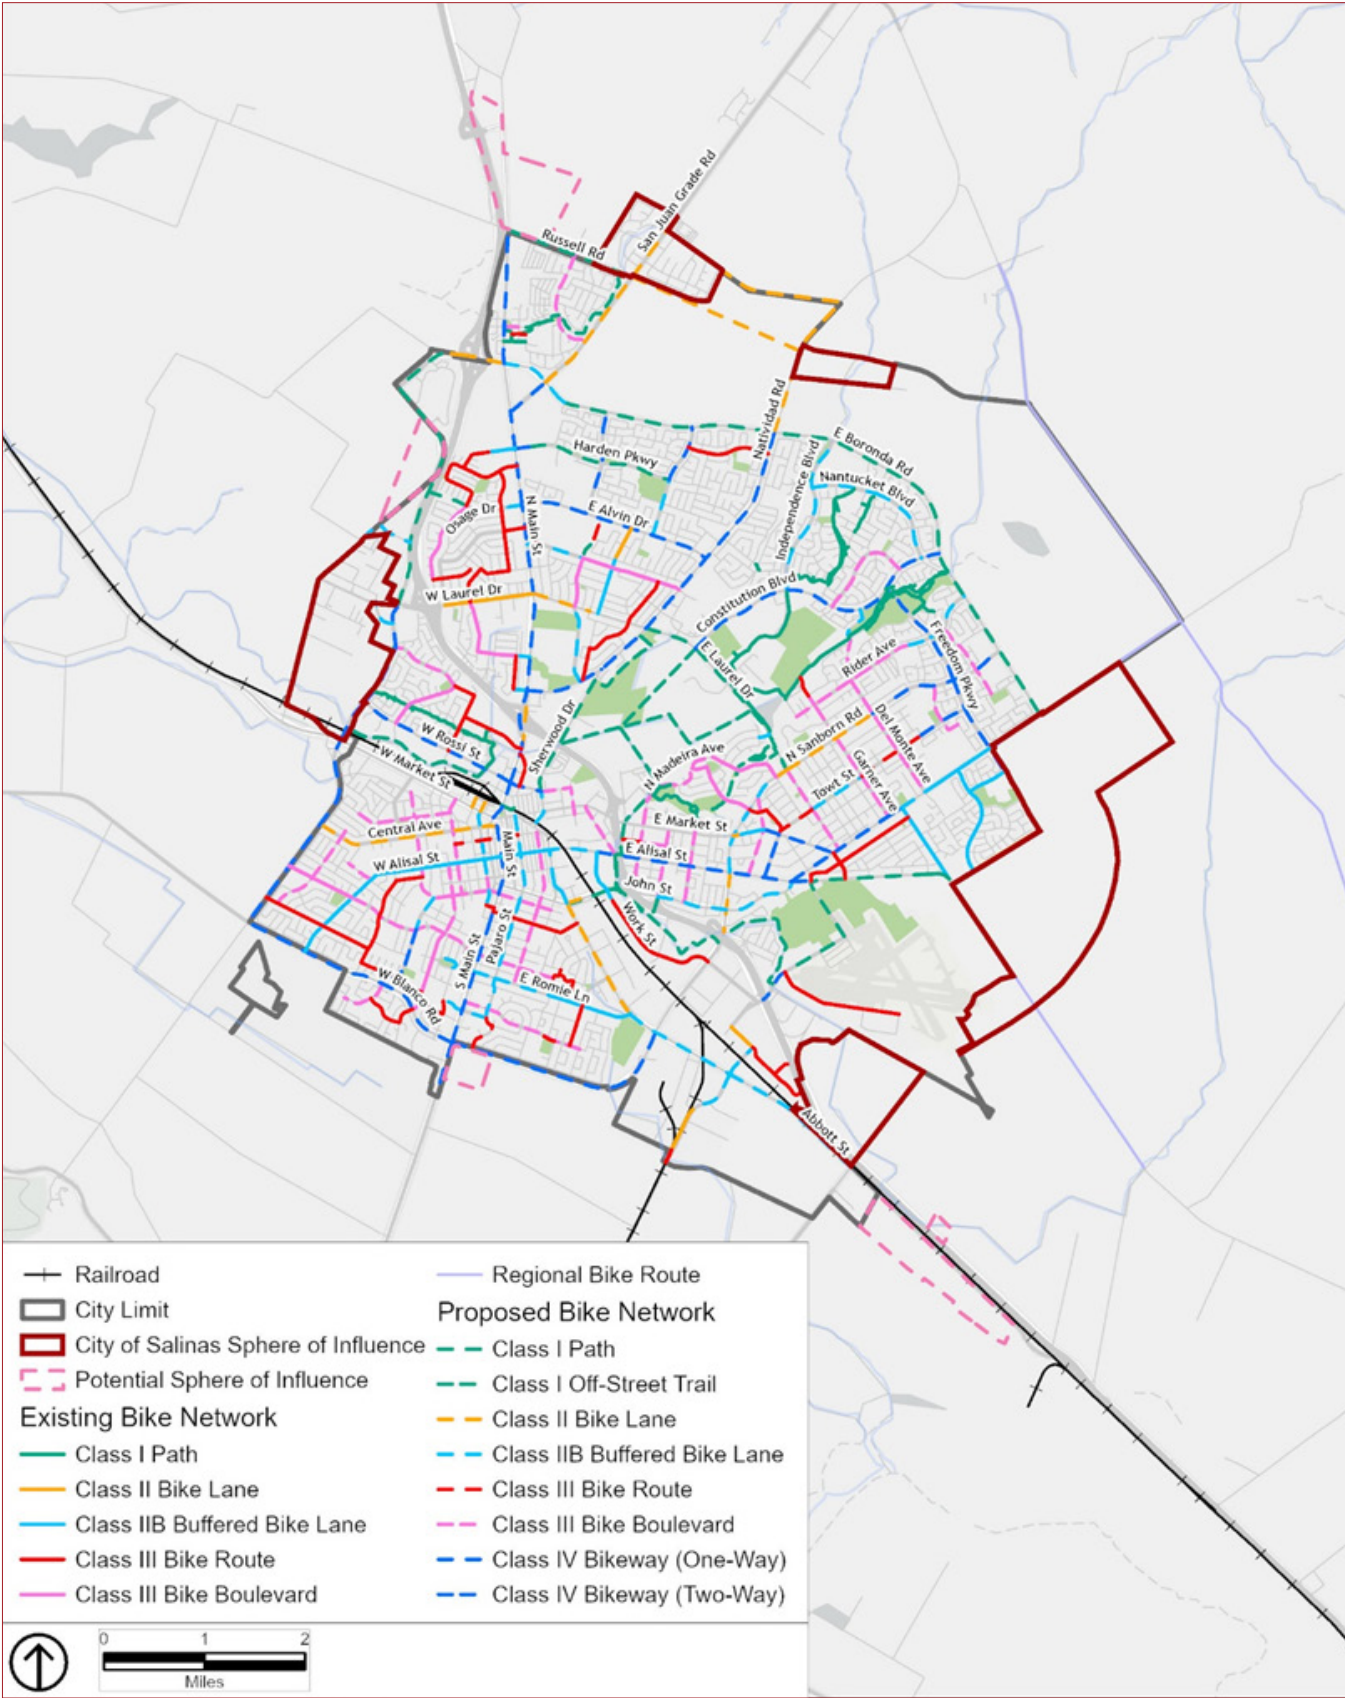 San Juan Grade Rd
Russell Rd
Natividad Rd
E Boronda Rd
Independence Blvd
Harden Pkwy
Nantucket Blvd
Osage Dr
N Main St
E Alvin Dr
W Laurel Dr
Constitution Blvd
E Laurel Dr
Rider Ave
Freedom Pkwy
Sherwood Dr
W Rossi St
N Sanborn Rd
Del Monte Ave
W Market St
N Madeira Ave
Towt St
Garner Ave
Central Ave
E Market St
Main St
W Alisal St
E Alisal St
John St
Work St
Pajaro St
S Main St
W Blanco Rd
E Romie Ln
Abbott St
Railroad
City Limit
City of Salinas Sphere of Influence
Potential Sphere of Influence
Existing Bike Network
Class I Path
Class II Bike Lane
Class IIB Buffered Bike Lane
Class III Bike Route
Class III Bike Boulevard
Regional Bike Route
Proposed Bike Network
Class I Path
Class I Off-Street Trail
Class II Bike Lane
Class IIB Buffered Bike Lane
Class III Bike Route
Class III Bike Boulevard
Class IV Bikeway (One-Way)
Class IV Bikeway (Two-Way)
0 1 2
Miles